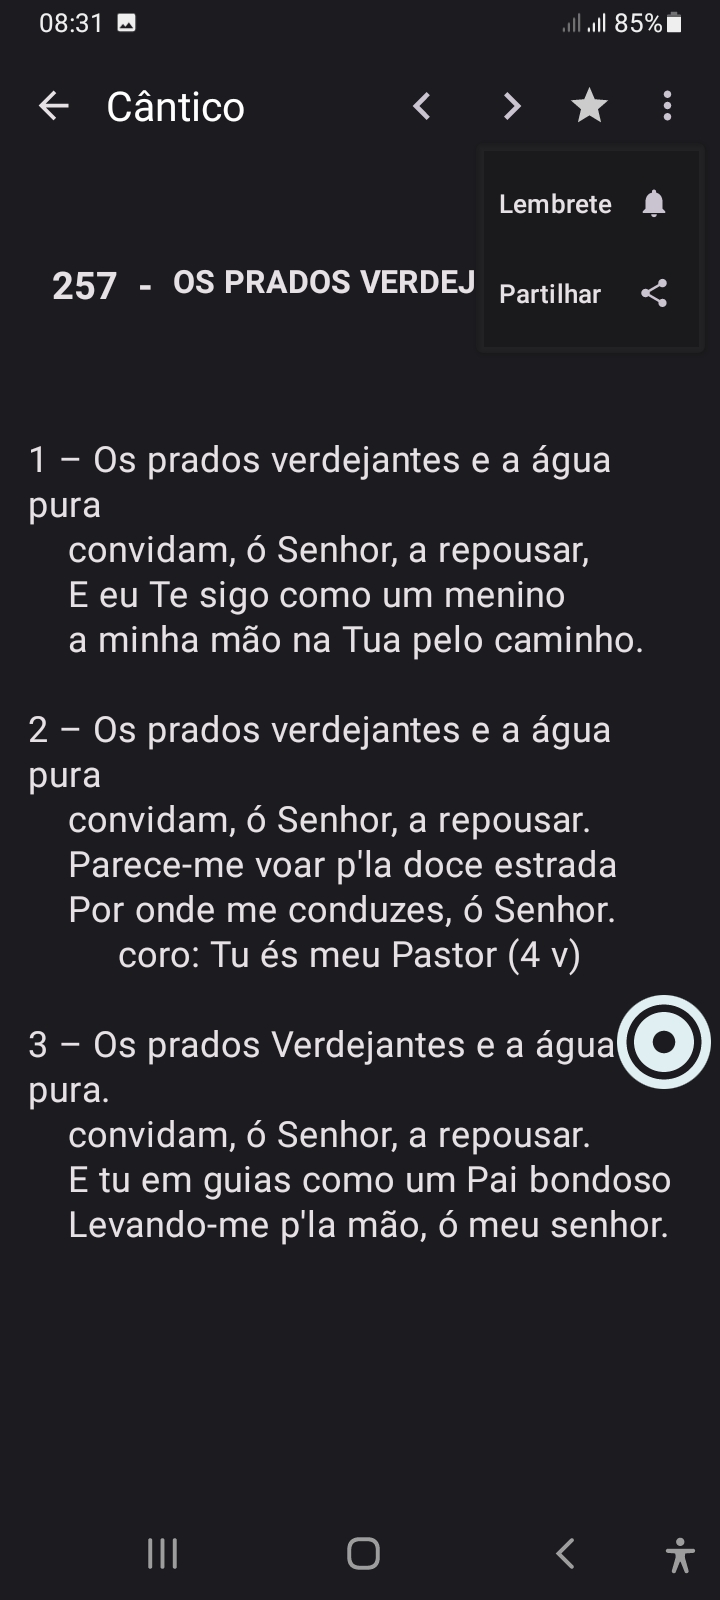 08:31 85%
Cântico
Lembrete
257 - OS PRADOS VERDEJ
Partilhar
1 – Os prados verdejantes e a água
pura
convidam, ó Senhor, a repousar,
E eu Te sigo como um menino
a minha mão na Tua pelo caminho.
2 – Os prados verdejantes e a água
pura
convidam, ó Senhor, a repousar.
Parece-me voar p'la doce estrada
Por onde me conduzes, ó Senhor.
coro: Tu és meu Pastor (4 v)
3 – Os prados Verdejantes e a água
pura.
convidam, ó Senhor, a repousar.
E tu em guias como um Pai bondoso
Levando-me p'la mão, ó meu senhor.